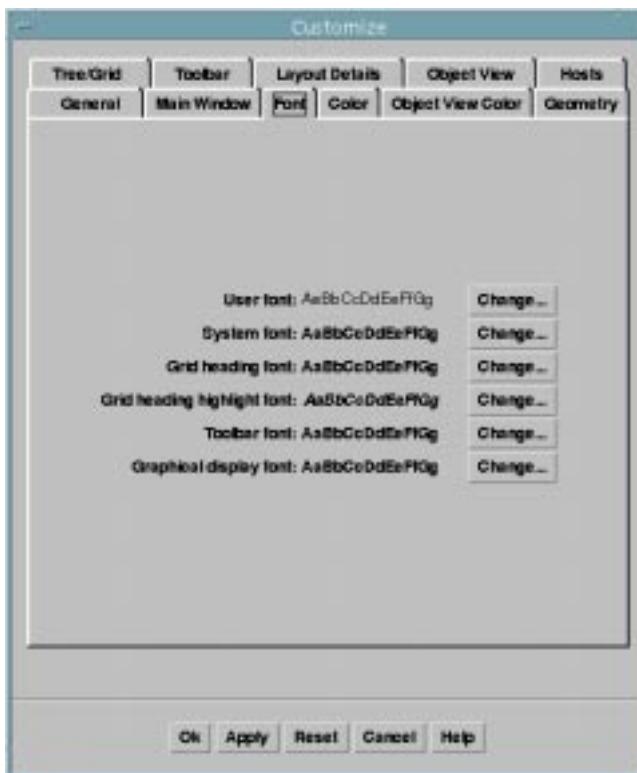 Customize
Tree/Grid Toolbar Layout Details Object View Hosts
General Main Window Font Color Object View Color Geometry
User font: AaBbCcDdEeFfGg Change...
System font: AaBbCcDdEeFfGg Change...
Grid heading font: AaBbCcDdEeFfGg Change...
Grid heading highlight font: AaBbCcDdEeFfGg Change...
Toolbar font: AaBbCcDdEeFfGg Change...
Graphical display font: AaBbCcDdEeFfGg Change...
Ok Apply Reset Cancel Help